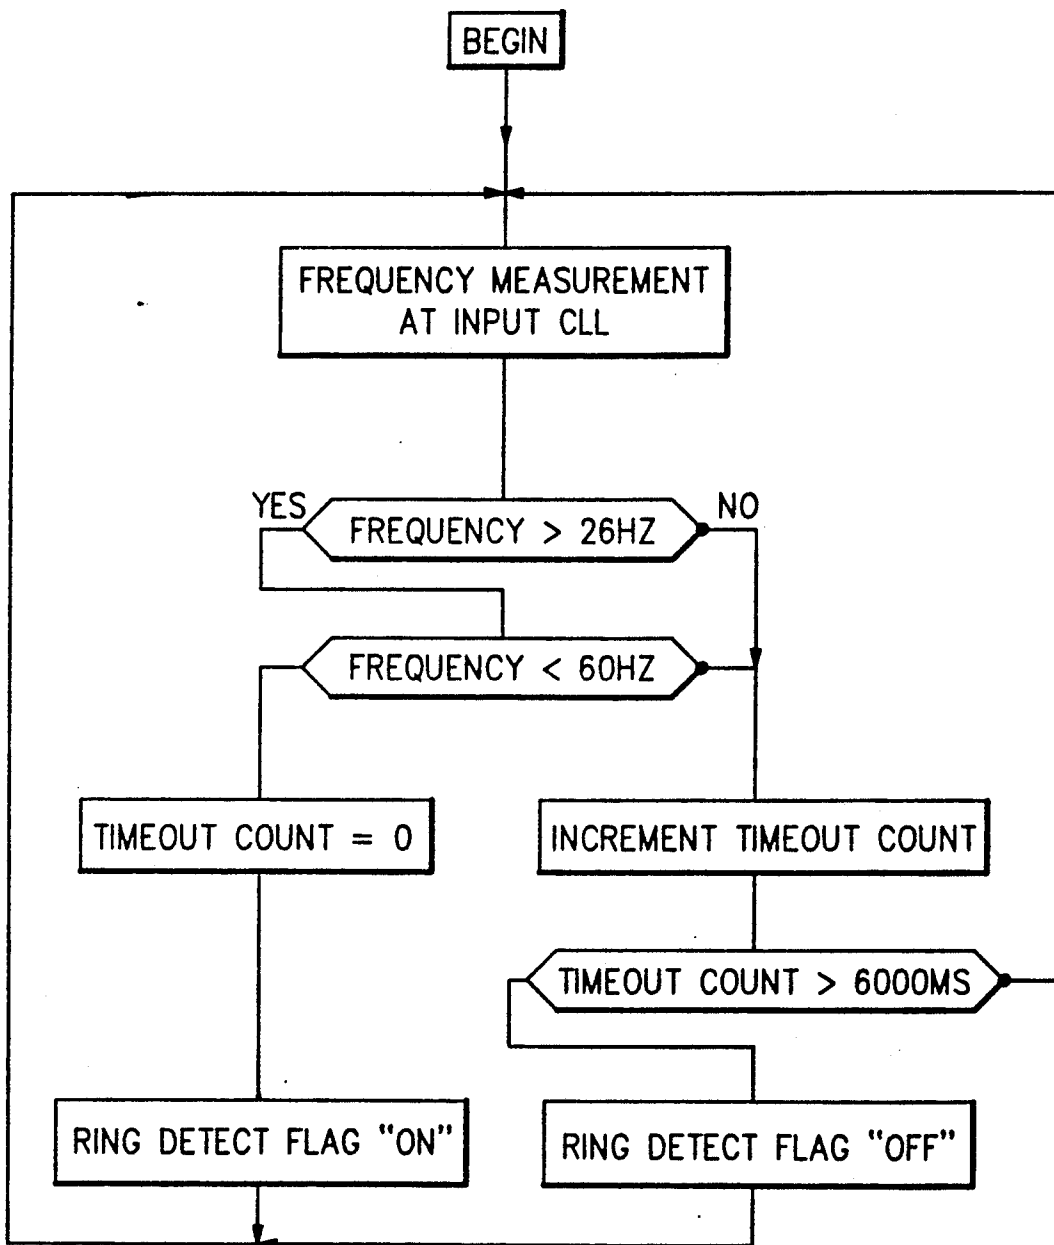 BEGIN
FREQUENCY MEASUREMENT
AT INPUT CLL
YES
FREQUENCY > 26HZ
NO
FREQUENCY < 60HZ
TIMEOUT COUNT = 0
INCREMENT TIMEOUT COUNT
TIMEOUT COUNT > 6000MS
RING DETECT FLAG “ON”
RING DETECT FLAG “OFF”